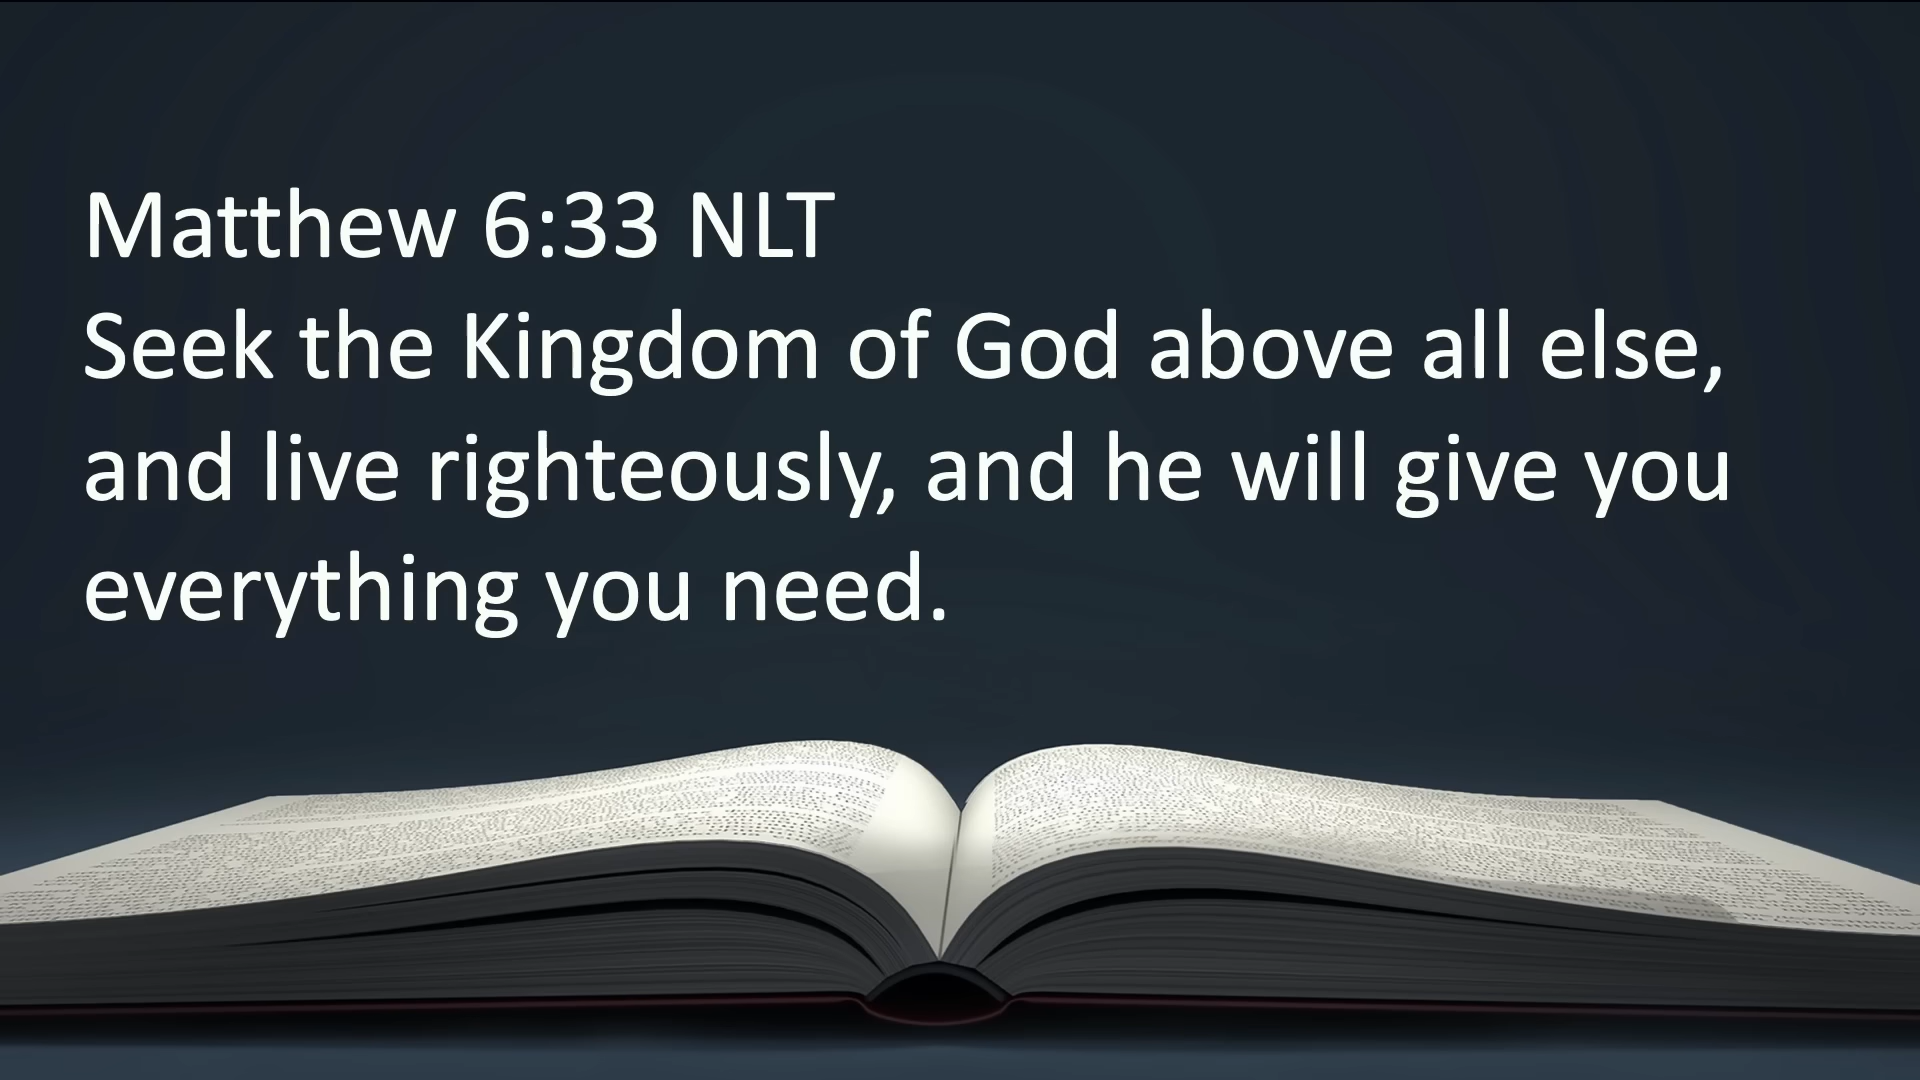 Matthew 6:33 NLT
Seek the Kingdom of God above all else,
and live righteously, and he will give you
everything you need.